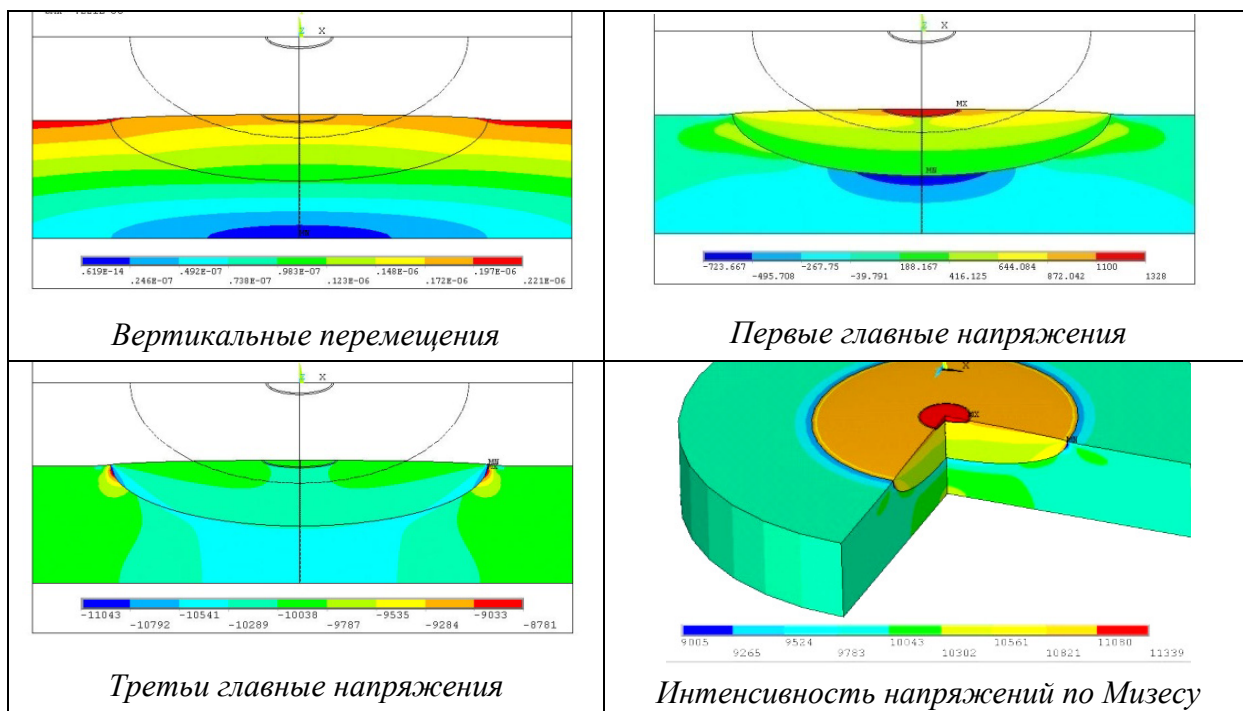 Z X
.619E-14 .492E-07 .983E-07 .148E-06 .197E-06
.246E-07 .738E-07 .123E-06 .172E-06 .221E-06
Вертикальные перемещения
X
MX
MN
-723.667 -267.75 188.167 644.084 1100
-495.708 -39.791 416.125 872.042 1328
Первые главные напряжения
Z X
MN
-11043 -10541 -10038 -9535 -9033
-10792 -10289 -9787 -9284 -8781
Третьи главные напряжения
X
MX
MN
9005 9524 10043 10561 11080
9265 9783 10302 10821 11339
Интенсивность напряжений по Мизесу